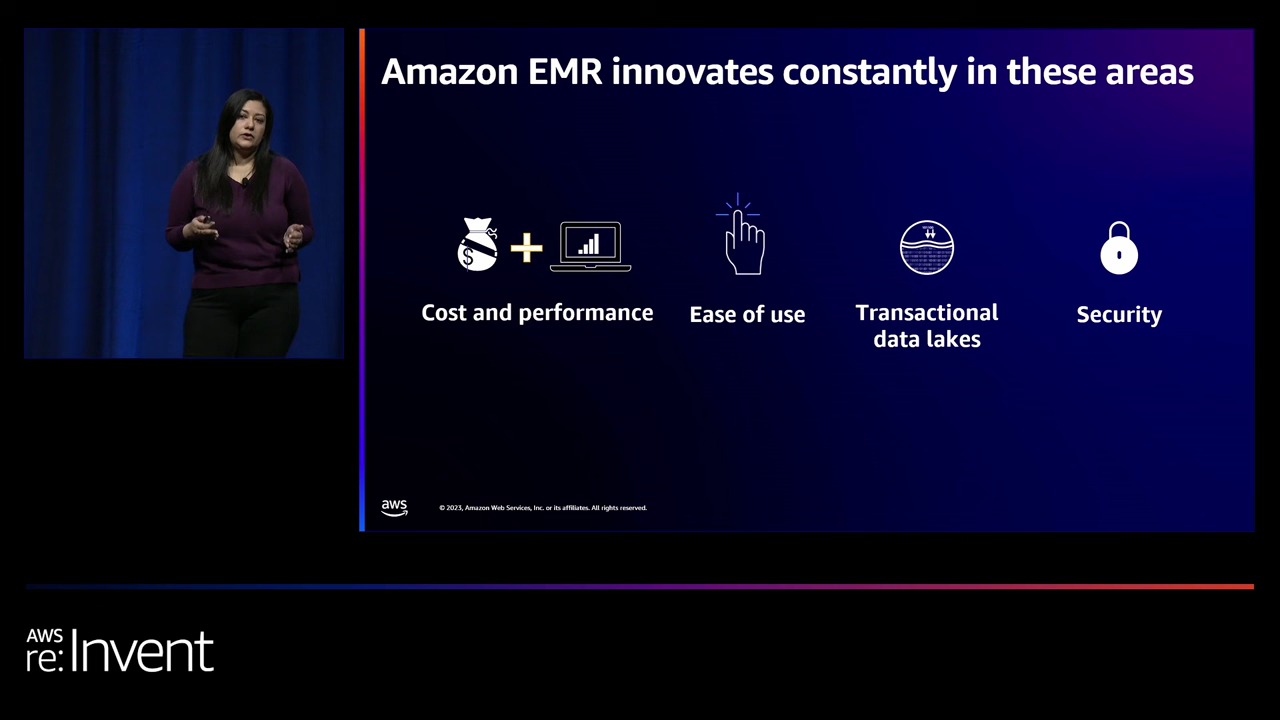 Amazon EMR innovates constantly in these areas
$
Cost and performance
Ease of use
Transactional
data lakes
Security
aws
© 2023, Amazon Web Services, Inc. or its affiliates. All rights reserved.
AWS
re:Invent